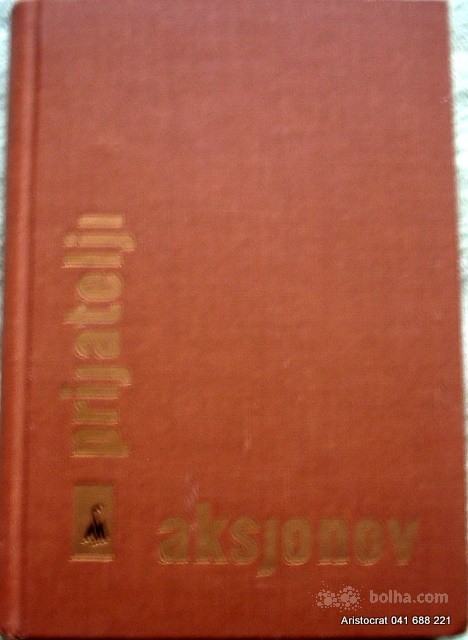 prijatelji
aksjonov
bolha.com
Aristocrat 041 688 221